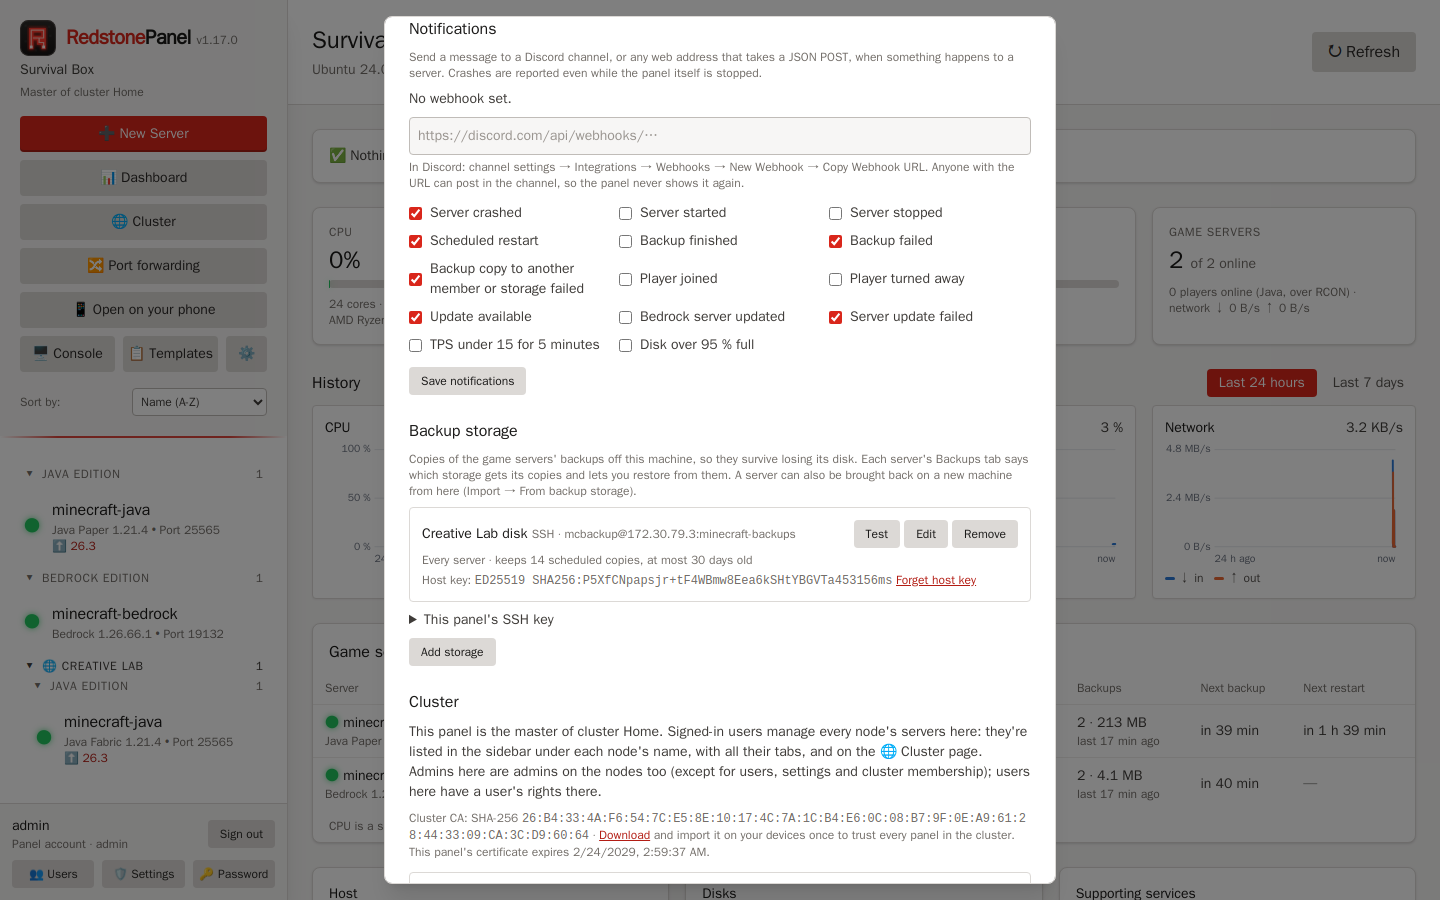 RedstonePanel v1.17.0
Survival Box
Master of cluster Home
➕ New Server
📊 Dashboard
🌐 Cluster
🔀 Port forwarding
📱 Open on your phone
🖥️ Console
📋 Templates
⚙️
Sort by:
Name (A-Z)
▼ JAVA EDITION 1
minecraft-java
Java Paper 1.21.4 • Port 25565
⬆️ 26.3
▼ BEDROCK EDITION 1
minecraft-bedrock
Bedrock 1.26.66.1 • Port 19132
▼ 🌐 CREATIVE LAB 1
▼ JAVA EDITION 1
minecraft-java
Java Fabric 1.21.4 • Port 25565
⬆️ 26.3
admin
Panel account · admin
Sign out
👥 Users
🛡️ Settings
🔑 Password
Surviva
Ubuntu 24.0
↻ Refresh
✅ Nothin
CPU
0%
24 cores ·
AMD Ryze
GAME SERVERS
2 of 2 online
0 players online (Java, over RCON) ·
network ↓ 0 B/s ↑ 0 B/s
History
Last 24 hours
Last 7 days
CPU
3 %
100 %
50 %
0 %
24
now
Network
3.2 KB/s
4.8 MB/s
2.4 MB/s
0 B/s
24 h ago
now
↓ in
↑ out
Game se
Server
Backups
Next backup
Next restart
minecr
Java Paper
2 · 213 MB
last 17 min ago
in 39 min
in 1 h 39 min
minecr
Bedrock 1.2
2 · 4.1 MB
last 17 min ago
in 40 min
—
CPU is a s
Host
Disks
Supporting services
Notifications
Send a message to a Discord channel, or any web address that takes a JSON POST, when something happens to a
server. Crashes are reported even while the panel itself is stopped.
No webhook set.
https://discord.com/api/webhooks/⋯
In Discord: channel settings → Integrations → Webhooks → New Webhook → Copy Webhook URL. Anyone with the
URL can post in the channel, so the panel never shows it again.
Server crashed
Server started
Server stopped
Scheduled restart
Backup finished
Backup failed
Backup copy to another
member or storage failed
Player joined
Player turned away
Update available
Bedrock server updated
Server update failed
TPS under 15 for 5 minutes
Disk over 95 % full
Save notifications
Backup storage
Copies of the game servers' backups off this machine, so they survive losing its disk. Each server's Backups tab says
which storage gets its copies and lets you restore from them. A server can also be brought back on a new machine
from here (Import → From backup storage).
Creative Lab disk SSH · mcbackup@172.30.79.3:minecraft-backups
Test
Edit
Remove
Every server · keeps 14 scheduled copies, at most 30 days old
Host key: ED25519 SHA256:P5XfCNpapsjr+tF4WBmw8Eea6kSHtYBGVTa453156ms Forget host key
▶ This panel's SSH key
Add storage
Cluster
This panel is the master of cluster Home. Signed-in users manage every node's servers here: they're
listed in the sidebar under each node's name, with all their tabs, and on the 🌐 Cluster page.
Admins here are admins on the nodes too (except for users, settings and cluster membership); users
here have a user's rights there.
Cluster CA: SHA-256 26:B4:33:4A:F6:54:7C:E5:8E:10:17:4C:7A:1C:B4:E6:0C:08:B7:9F:0E:A9:61:2
8:44:33:09:CA:3C:D9:60:64 · Download and import it on your devices once to trust every panel in the cluster.
This panel's certificate expires 2/24/2029, 2:59:37 AM.